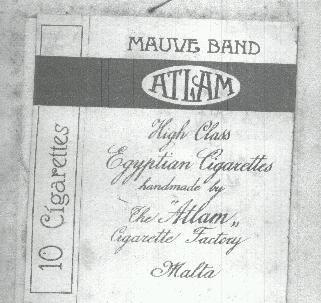 MAUVE BAND
ATLAM
High Class
Egyptian Cigarettes
handmade by
The "Atlam„
Cigarette Factory
Malta
10 Cigarettes